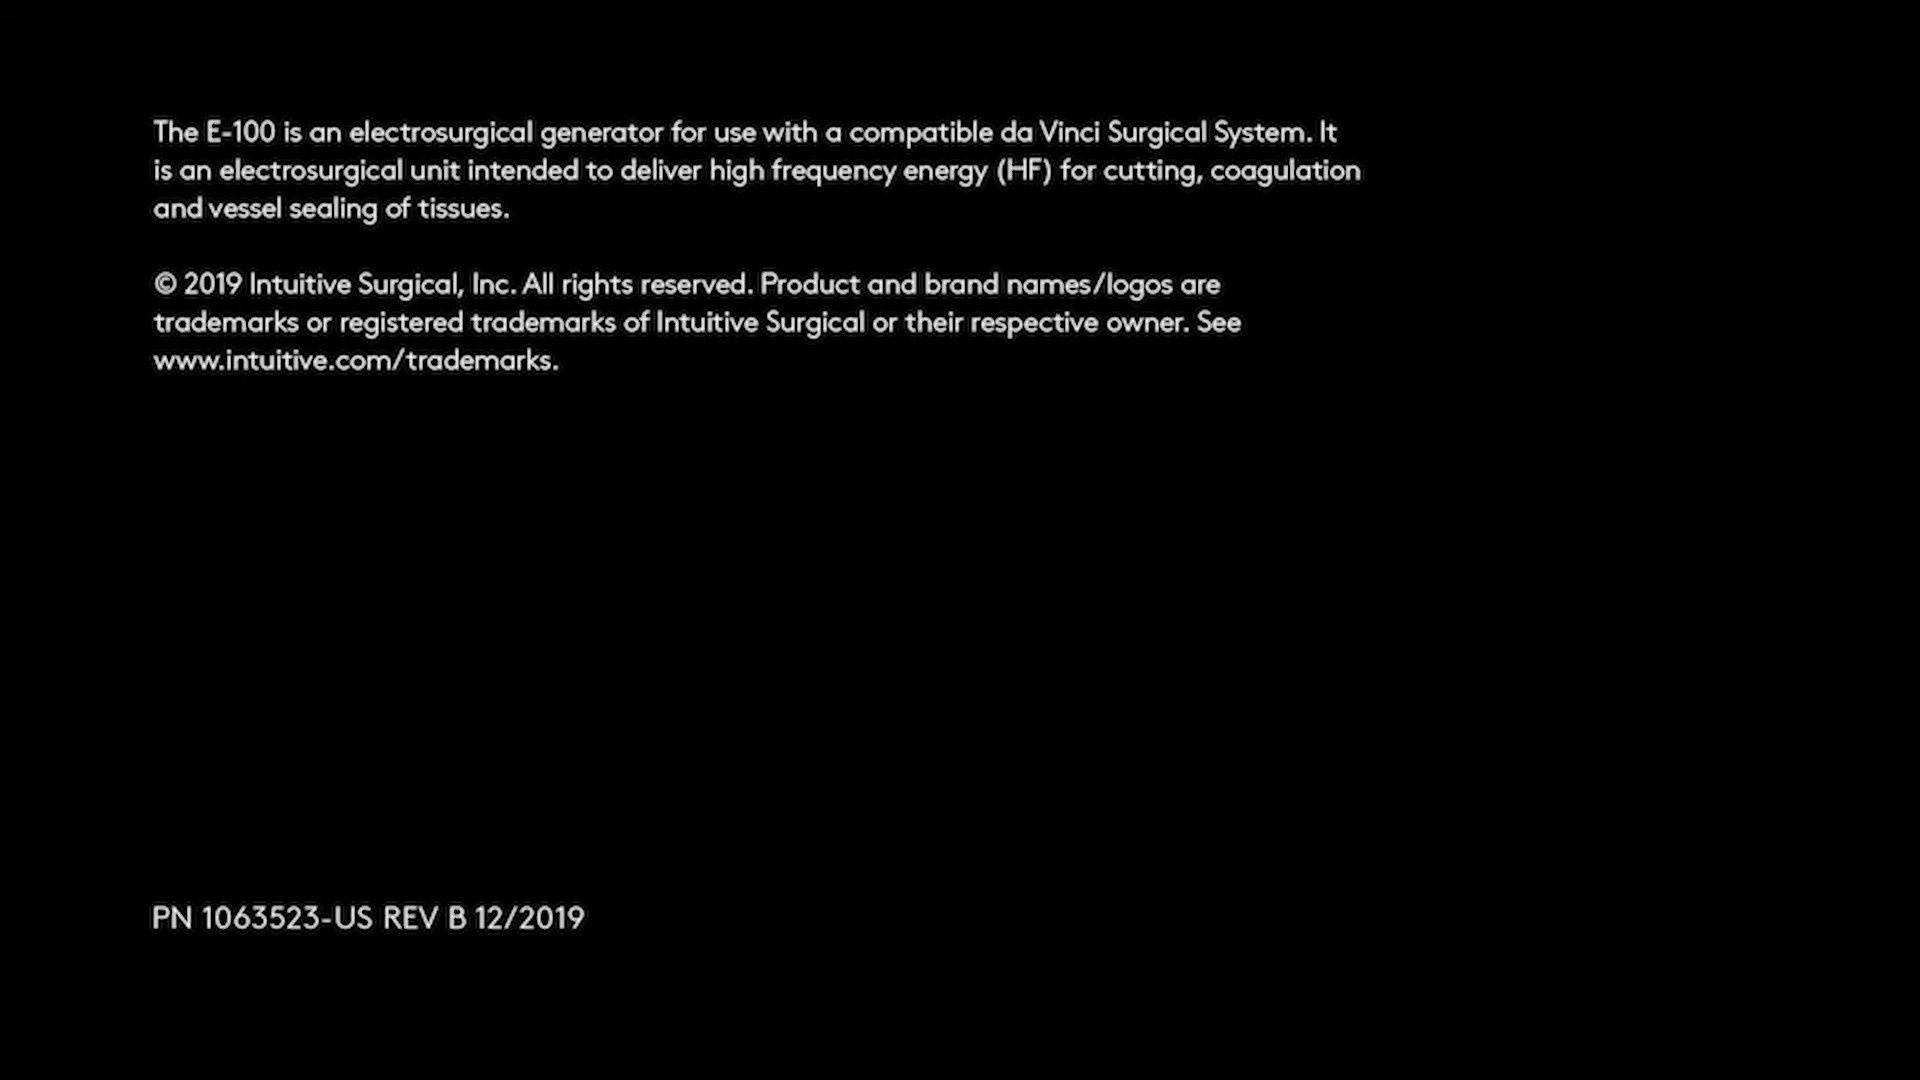 The E-100 is an electrosurgical generator for use with a compatible da Vinci Surgical System. It
is an electrosurgical unit intended to deliver high frequency energy (HF) for cutting, coagulation
and vessel sealing of tissues.
© 2019 Intuitive Surgical, Inc. All rights reserved. Product and brand names/logos are
trademarks or registered trademarks of Intuitive Surgical or their respective owner. See
www.intuitive.com/trademarks.
PN 1063523-US REV B 12/2019